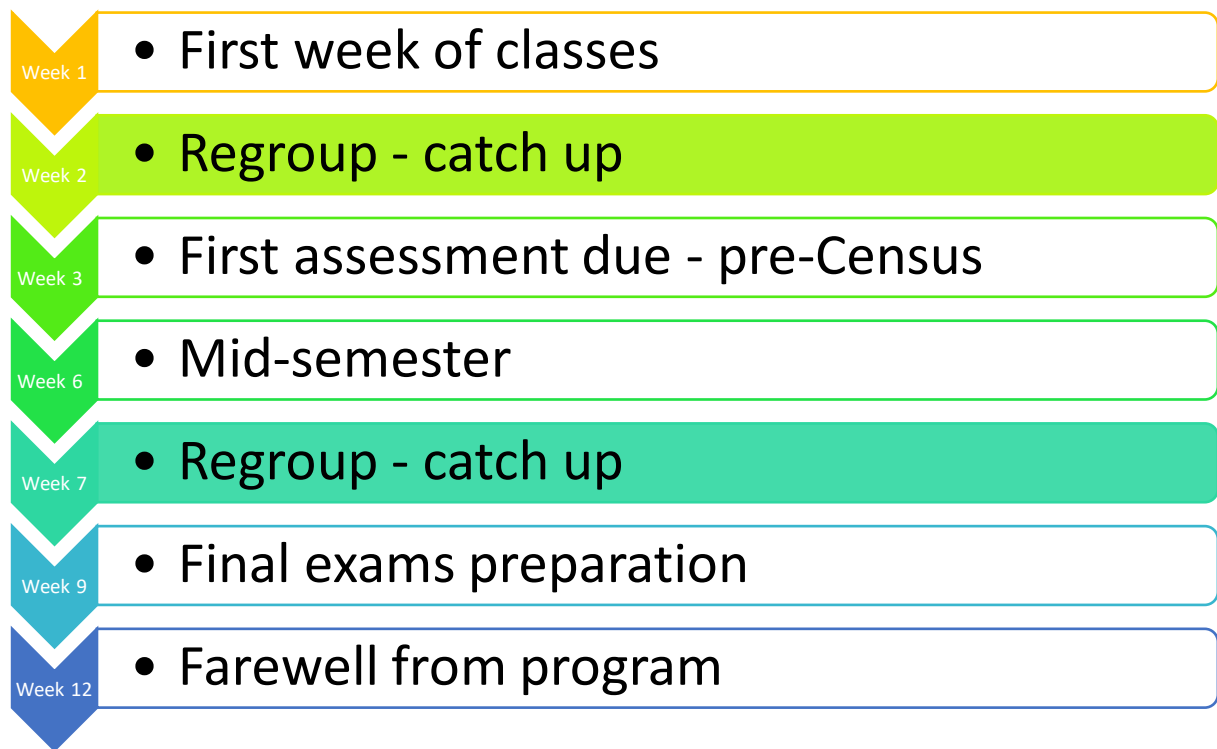 Week 1
• First week of classes
Week 2
• Regroup - catch up
Week 3
• First assessment due - pre-Census
Week 6
• Mid-semester
Week 7
• Regroup - catch up
Week 9
• Final exams preparation
Week 12
• Farewell from program